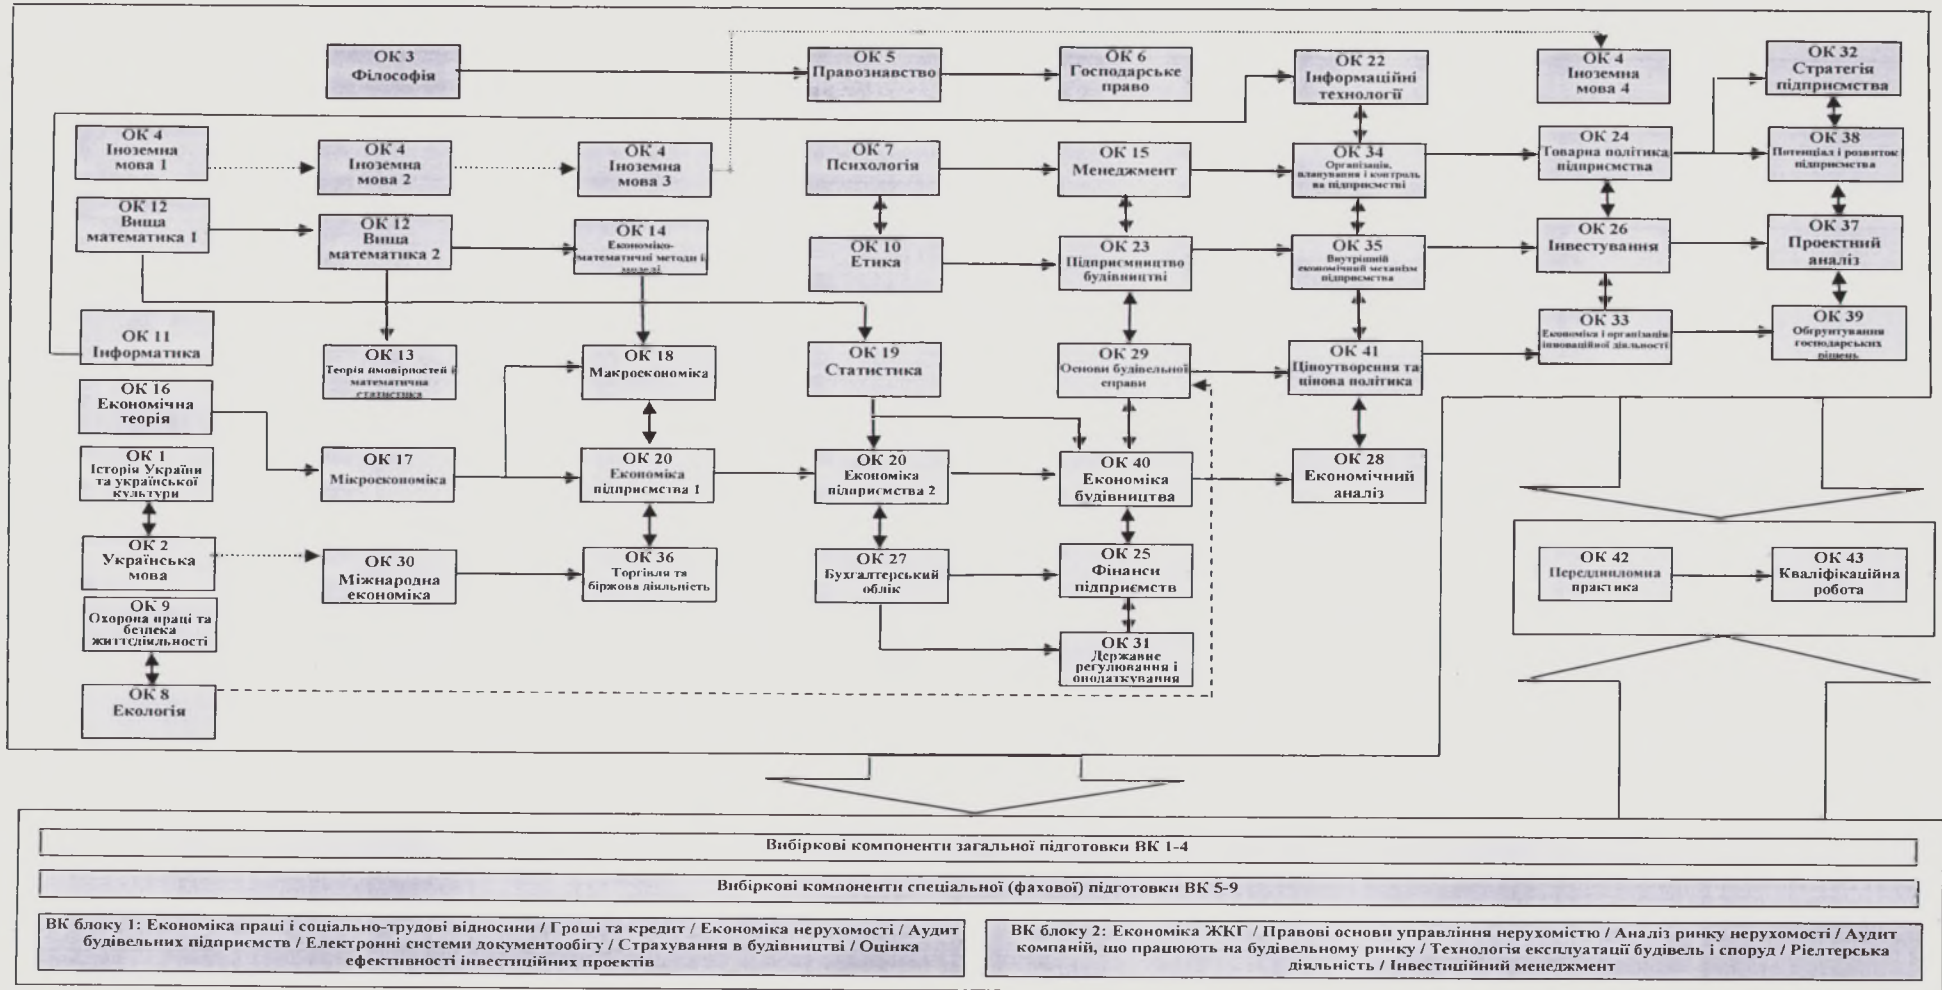 ОК 3
Філософія
ОК 5
Правознавство
ОК 6
Господарське
право
ОК 22
Інформаційні
технології
ОК 4
Іноземна
мова 4
ОК 32
Стратегія
підприємства
ОК 4
Іноземна
мова 1
ОК 4
Іноземна
мова 2
ОК 4
Іноземна
мова 3
ОК 7
Психологія
ОК 15
Менеджмент
ОК 34
Організація,
планування і контроль
на підприємстві
ОК 24
Товарна політика
підприємства
ОК 38
Потенціал і розвиток
підприємства
ОК 12
Вища
математика 1
ОК 12
Вища
математика 2
ОК 14
Економіко-
математичні методи і
моделі
ОК 10
Етика
ОК 23
Підприємництво
будівництві
ОК 35
Внутрішній
економічний механізм
підприємства
ОК 26
Інвестування
ОК 37
Проектний
аналіз
ОК 11
Інформатика
ОК 13
Теорія ймовірностей і
математична
статистика
ОК 18
Макроекономіка
ОК 19
Статистика
ОК 29
Основи будівельної
справи
ОК 41
Ціноутворення та
цінова політика
ОК 33
Економіка і організація
інноваційної діяльності
ОК 39
Обґрунтування
господарських
рішень
ОК 16
Економічна
теорія
ОК 1
Історія України
та української
культури
ОК 17
Мікроекономіка
ОК 20
Економіка
підприємства 1
ОК 20
Економіка
підприємства 2
ОК 40
Економіка
будівництва
ОК 28
Економічний
аналіз
ОК 2
Українська
мова
ОК 30
Міжнародна
економіка
ОК 36
Торгівля та
біржова діяльність
ОК 27
Бухгалтерський
облік
ОК 25
Фінанси
підприємств
ОК 42
Переддипломна
практика
ОК 43
Кваліфікаційна
робота
ОК 9
Охорона праці та
безпека
життєдіяльності
ОК 31
Державне
регулювання і
оподаткування
ОК 8
Екологія
Вибіркові компоненти загальної підготовки ВК 1-4
Вибіркові компоненти спеціальної (фахової) підготовки ВК 5-9
ВК блоку 1: Економіка праці і соціально-трудові відносини / Гроші та кредит / Економіка нерухомості / Аудит
будівельних підприємств / Електронні системи документообігу / Страхування в будівництві / Оцінка
ефективності інвестиційних проектів
ВК блоку 2: Економіка ЖКГ / Правові основи управління нерухомістю / Аналіз ринку нерухомості / Аудит
компаній, що працюють на будівельному ринку / Технологія експлуатації будівель і споруд / Рієлтерська
діяльність / Інвестиційний менеджмент